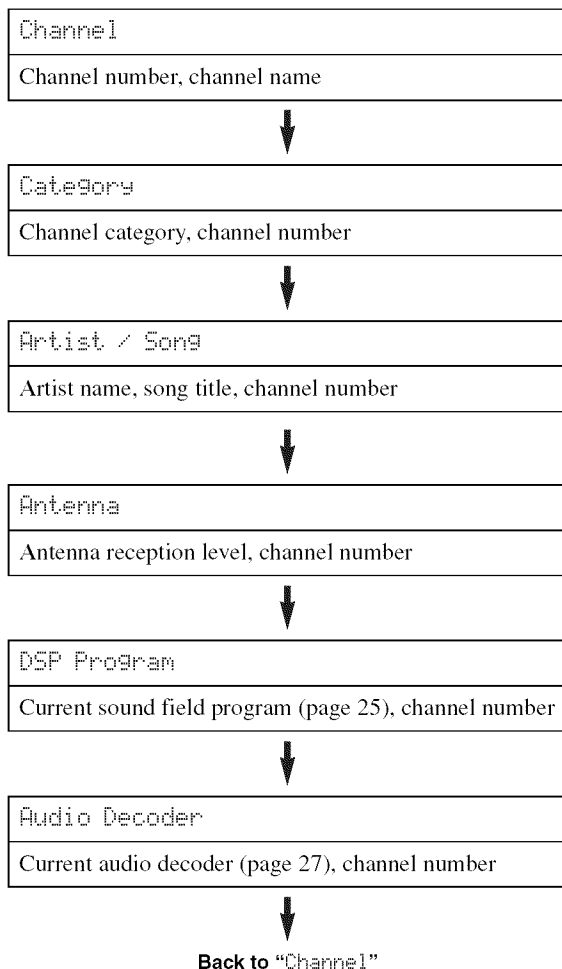 Channel
Channel number, channel name
Category
Channel category, channel number
Artist / Song
Artist name, song title, channel number
Antenna
Antenna reception level, channel number
DSP Program
Current sound field program (page 25), channel number
Audio Decoder
Current audio decoder (page 27), channel number
Back to “Channel”